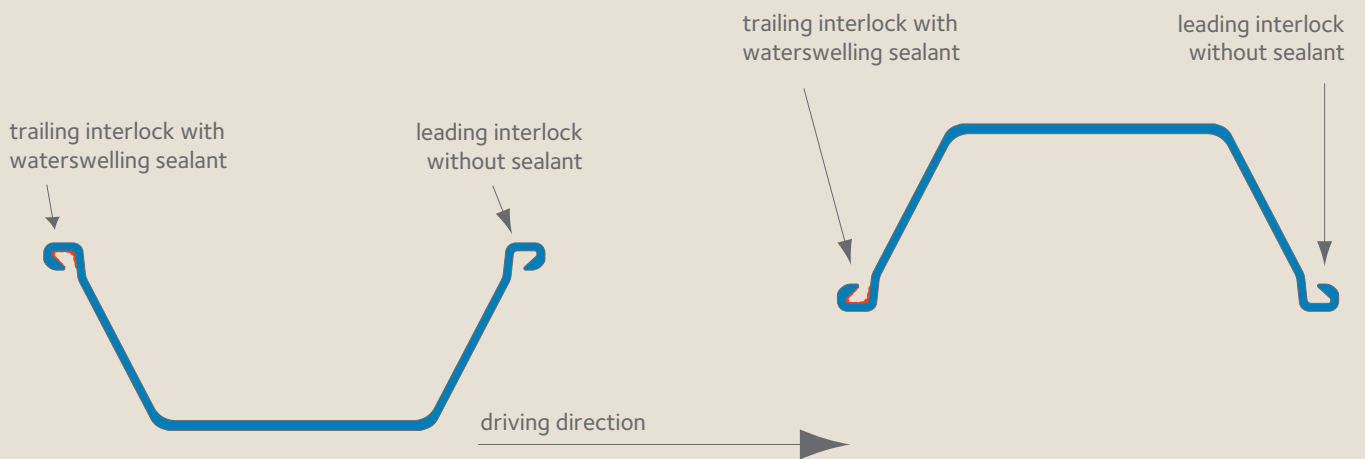 trailing interlock with
waterswelling sealant
leading interlock
without sealant
trailing interlock with
waterswelling sealant
leading interlock
without sealant
driving direction